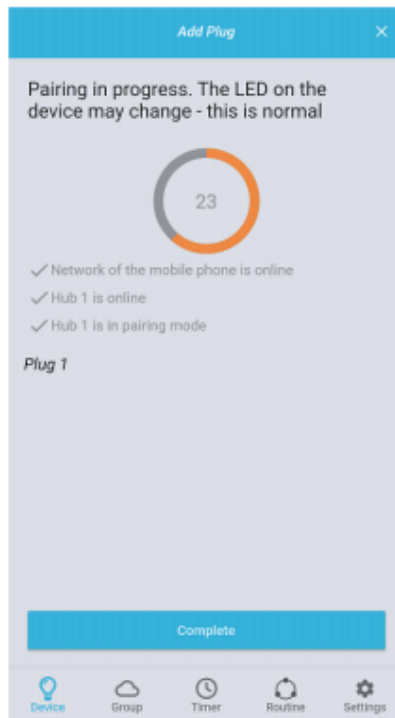 Add Plug
Pairing in progress. The LED on the
device may change - this is normal
23
Network of the mobile phone is online
Hub 1 is online
Hub 1 is in pairing mode
Plug 1
Complete
Device Group Timer Routine Settings